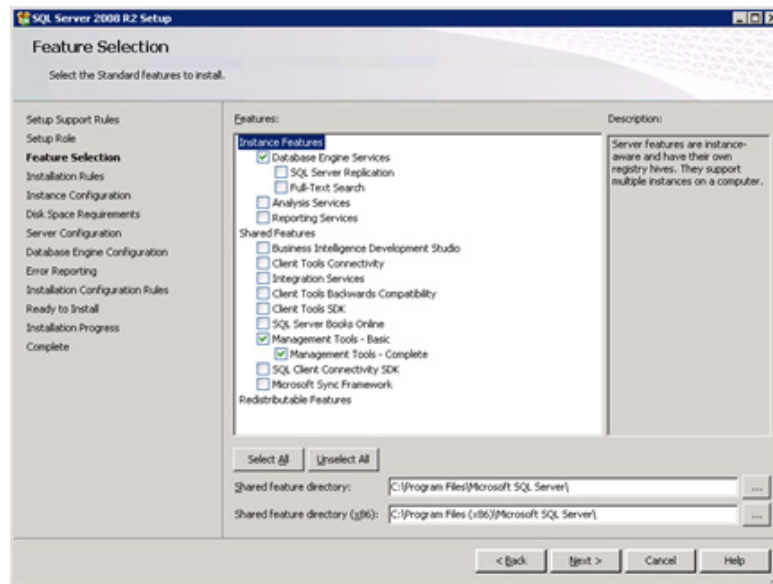 SQL Server 2008 R2 Setup
Feature Selection
Select the Standard features to install.
Setup Support Rules
Setup Role
Feature Selection
Installation Rules
Instance Configuration
Disk Space Requirements
Server Configuration
Database Engine Configuration
Error Reporting
Installation Configuration Rules
Ready to Install
Installation Progress
Complete
Features:
Instance Features
Database Engine Services
SQL Server Replication
Full-Text Search
Analysis Services
Reporting Services
Shared Features
Business Intelligence Development Studio
Client Tools Connectivity
Integration Services
Client Tools Backwards Compatibility
Client Tools SDK
SQL Server Books Online
Management Tools - Basic
Management Tools - Complete
SQL Client Connectivity SDK
Microsoft Sync Framework
Redistributable Features
Description:
Server features are instance-
aware and have their own
registry hives. They support
multiple instances on a computer.
Select All
Unselect All
Shared feature directory:
C:\Program Files\Microsoft SQL Server\
...
Shared feature directory (x86):
C:\Program Files (x86)\Microsoft SQL Server\
...
< Back
Next >
Cancel
Help